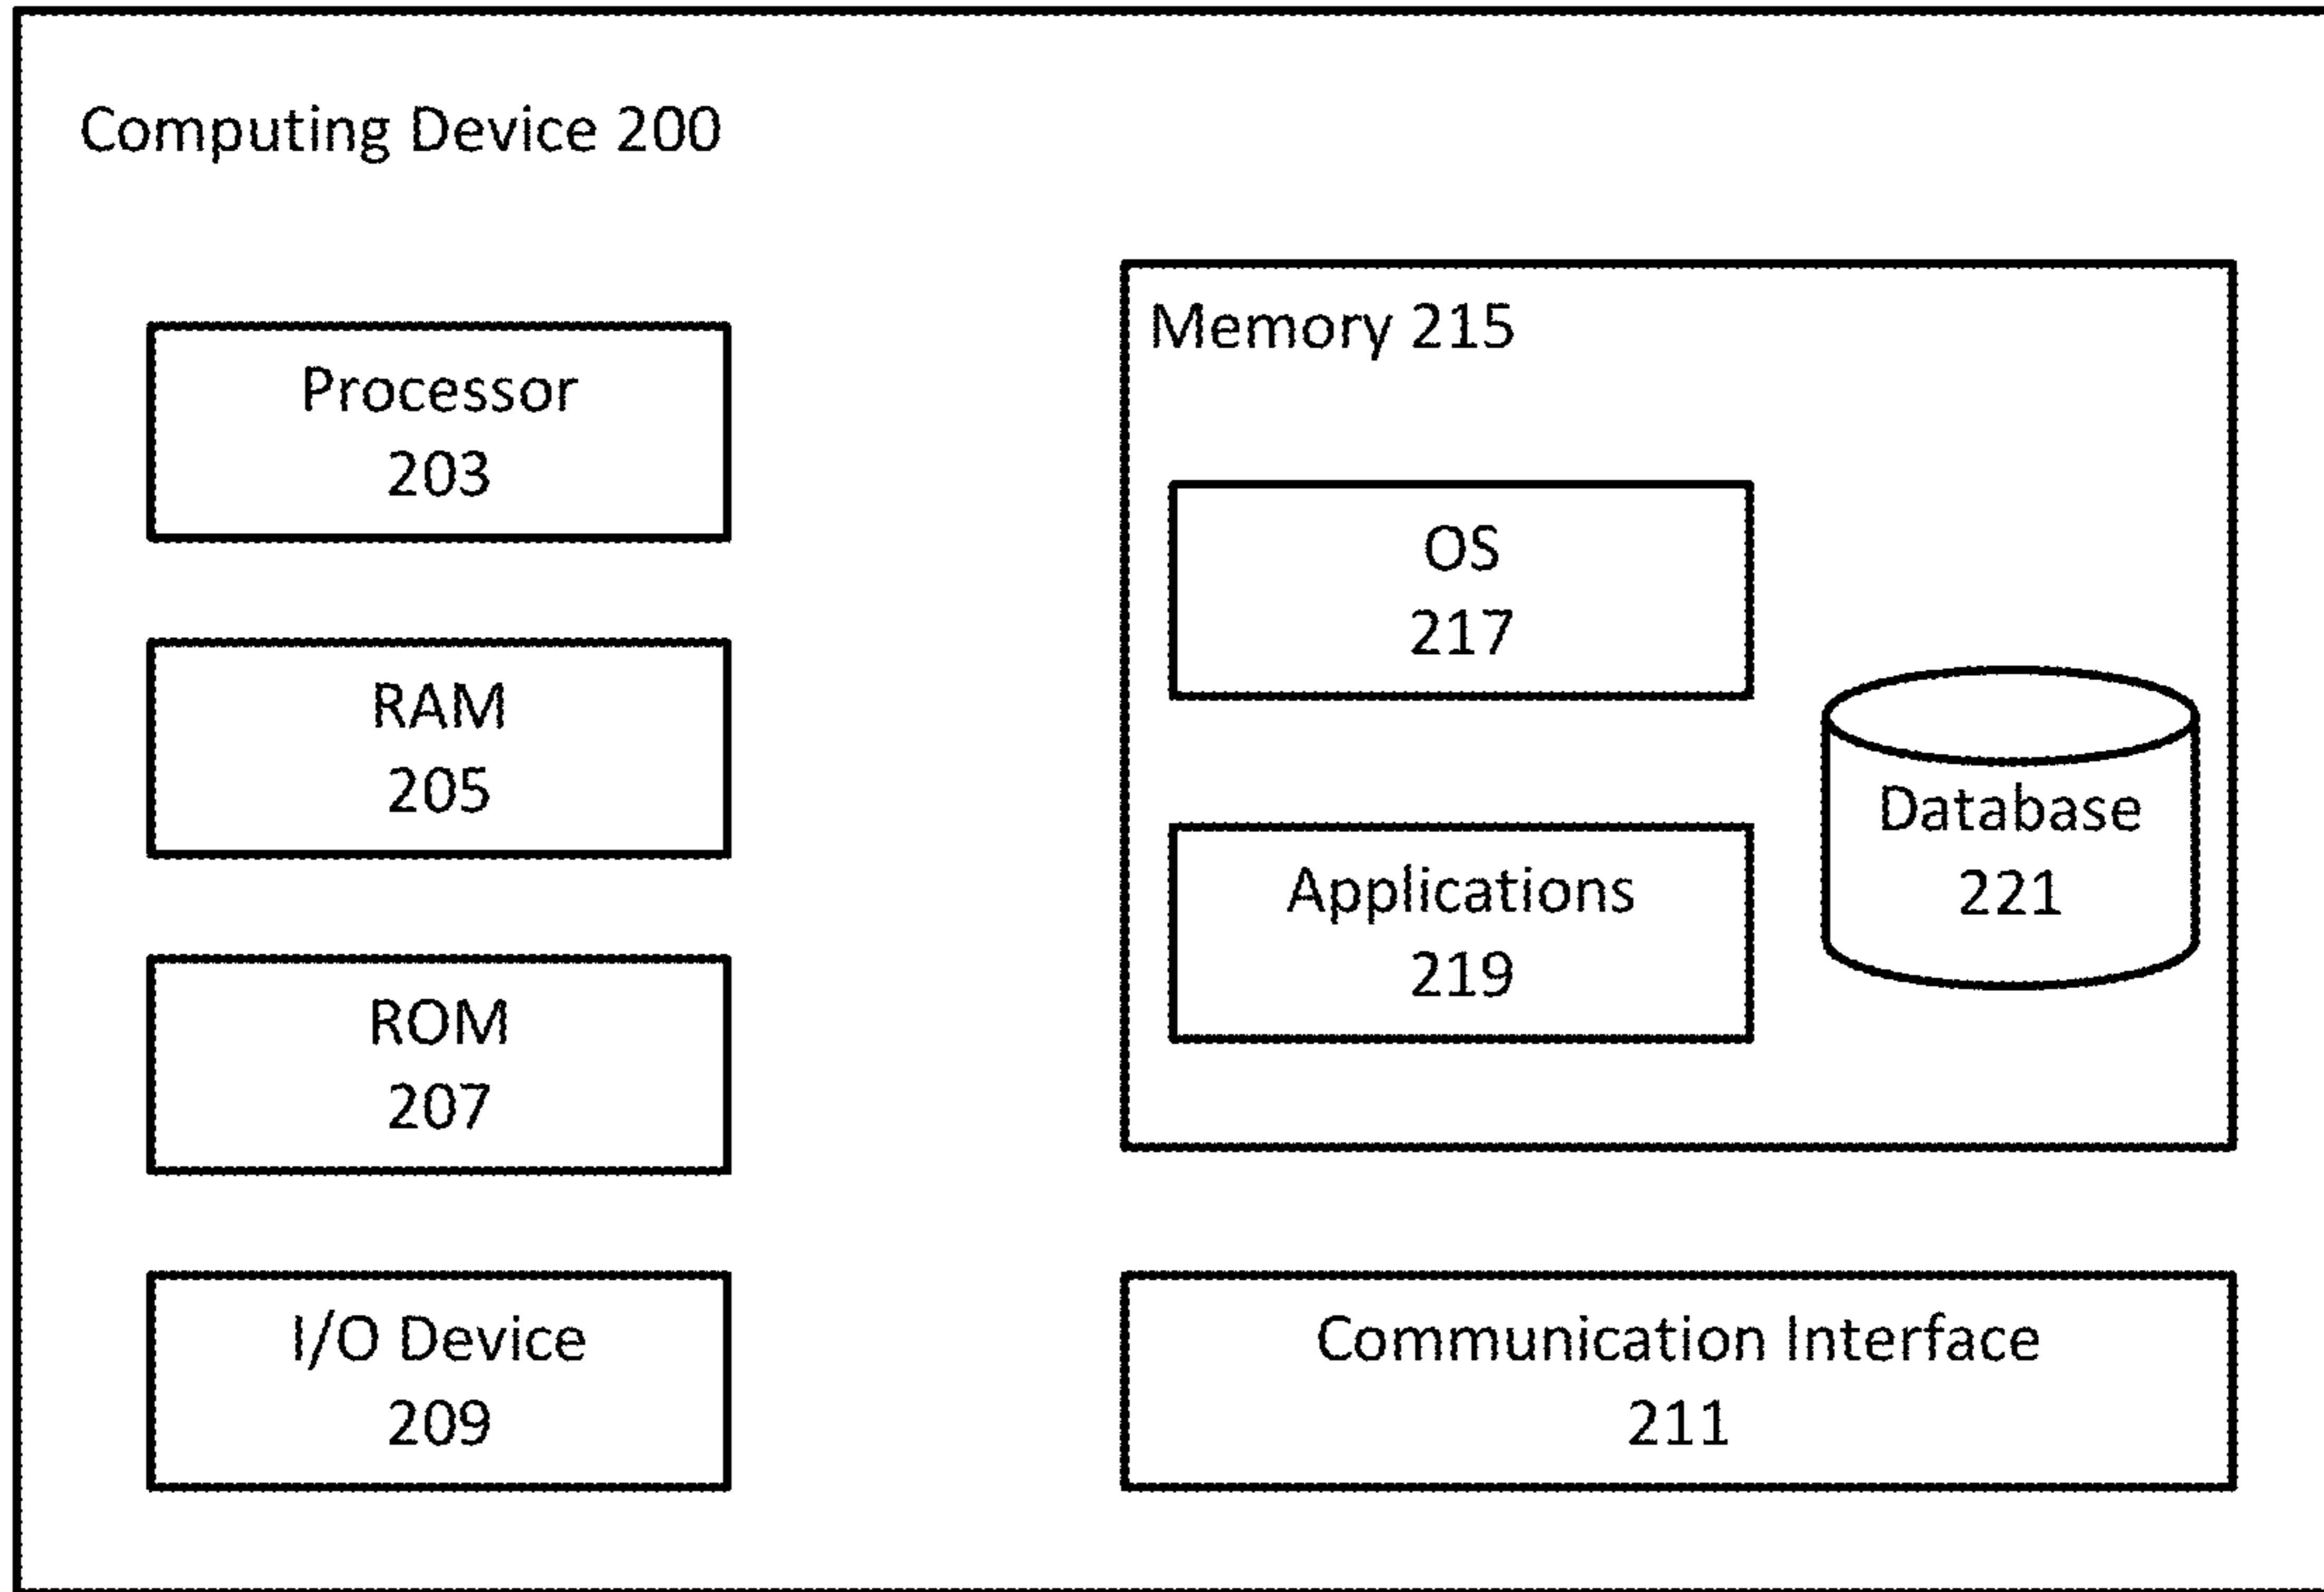 Computing Device 200
Processor
203
RAM
205
ROM
207
I/O Device
209
Memory 215
OS
217
Applications
219
Database
221
Communication Interface
211